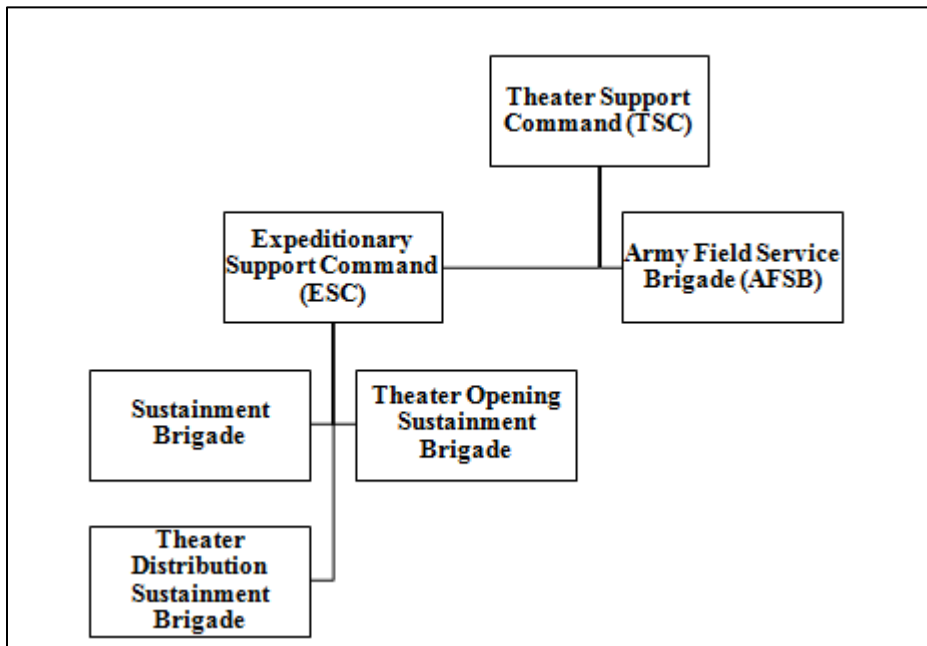 Theater Support
Command (TSC)
Expeditionary
Support Command
(ESC)
Army Field Service
Brigade (AFSB)
Sustainment
Brigade
Theater Opening
Sustainment
Brigade
Theater
Distribution
Sustainment
Brigade